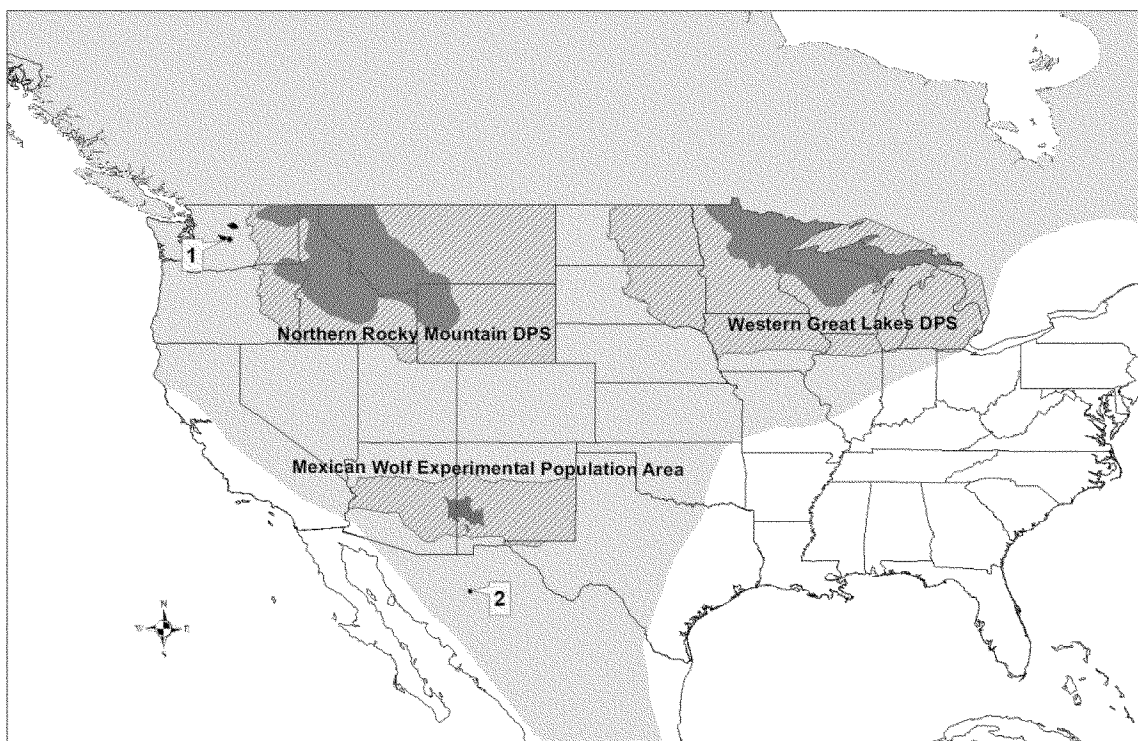 1
Northern Rocky Mountain DPS
Western Great Lakes DPS
Mexican Wolf Experimental Population Area
2
N
W
E
S